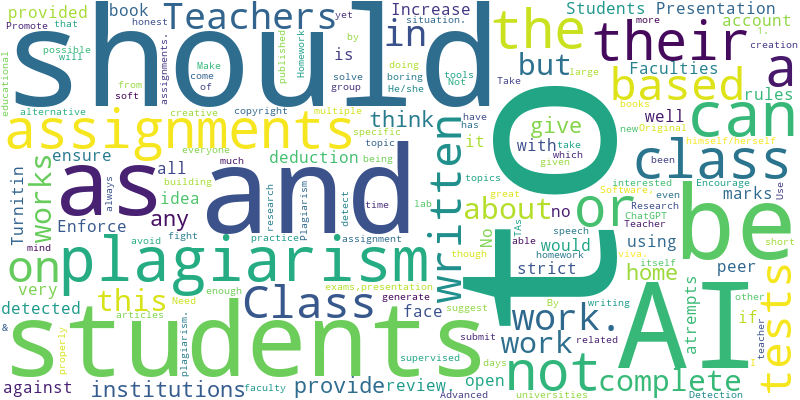 provided
that
book
Teachers
honest
yet
in
Increase
situation.
Students
Presentation
Promote
should
the
their
account
more
1.
creation
a
possible
will
educational
alternative
soft
Make
come
of
from
published
Homework
assignments.
is
solve
group
by
doing
boring
He/she
tools
Not
but
based
Faculties
rules
large
Take
assignments
creative
copyright
multiple
think
written
have
has
give
can
books
new
Original
well
himself/herself
Turnitin
works
ensure
everyone
deduction
specific
topic
being
it
with
take
which
given
class
been
interested
Encourage
marks
Use
as
all
idea
any
building
always
and
much
research
Plagiarism
detect
time
lab
topics
great
to
or
Software.
even
Research
ChatGPT
Teacher
be
short
mind
Enforce
avoid
fight
practice
assignment
about
no
No
TAs
able
speech
homework
would
using
strict
viva.
itself
peer
on
plagiarism
though
By
writing
home
very
this
Need
enough
exams,presentation
generate
suggest
open
days
AI
atrempts
other
if
teacher
tests
detected
articles
Class
face
submit
work.
&
properly
students
plagiarism.
supervised
work
related
I
against
institutions
faculty
provide
review.
Advanced
not
universities
complete
Detection